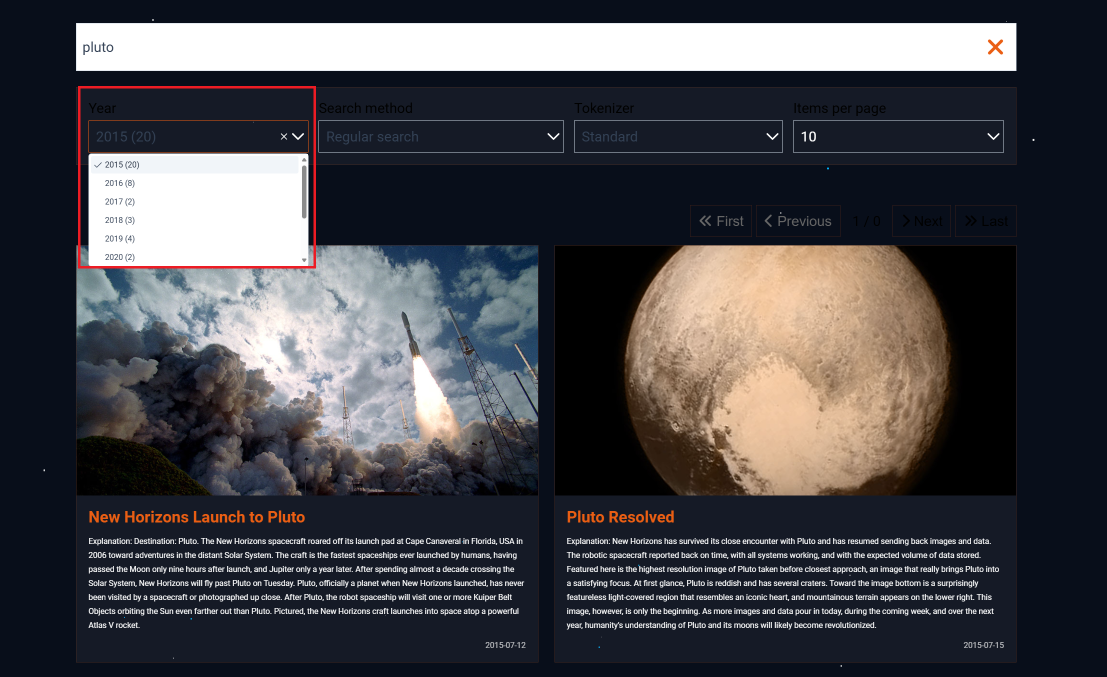 pluto
Year
Search method
Tokenizer
Items per page
2015 (20)
Regular search
Standard
10
2015 (20)
2016 (8)
2017 (2)
2018 (3)
2019 (4)
2020 (2)
First
Previous
1 / 0
Next
Last
New Horizons Launch to Pluto
Explanation: Destination: Pluto. The New Horizons spacecraft roared off its launch pad at Cape Canaveral in Florida, USA in
2006 toward adventures in the distant Solar System. The craft is the fastest spaceships ever launched by humans, having
passed the Moon only nine hours after launch, and Jupiter only a year later. After spending almost a decade crossing the
Solar System, New Horizons will fly past Pluto on Tuesday. Pluto, officially a planet when New Horizons launched, has never
been visited by a spacecraft or photographed up close. After Pluto, the robot spaceship will visit one or more Kuiper Belt
Objects orbiting the Sun even farther out than Pluto. Pictured, the New Horizons craft launches into space atop a powerful
Atlas V rocket.
2015-07-12
Pluto Resolved
Explanation: New Horizons has survived its close encounter with Pluto and has resumed sending back images and data.
The robotic spacecraft reported back on time, with all systems working, and with the expected volume of data stored.
Featured here is the highest resolution image of Pluto taken before closest approach, an image that really brings Pluto into
a satisfying focus. At first glance, Pluto is reddish and has several craters. Toward the image bottom is a surprisingly
featureless light-covered region that resembles an iconic heart, and mountainous terrain appears on the lower right. This
image, however, is only the beginning. As more images and data pour in today, during the coming week, and over the next
year, humanity's understanding of Pluto and its moons will likely become revolutionized.
2015-07-15